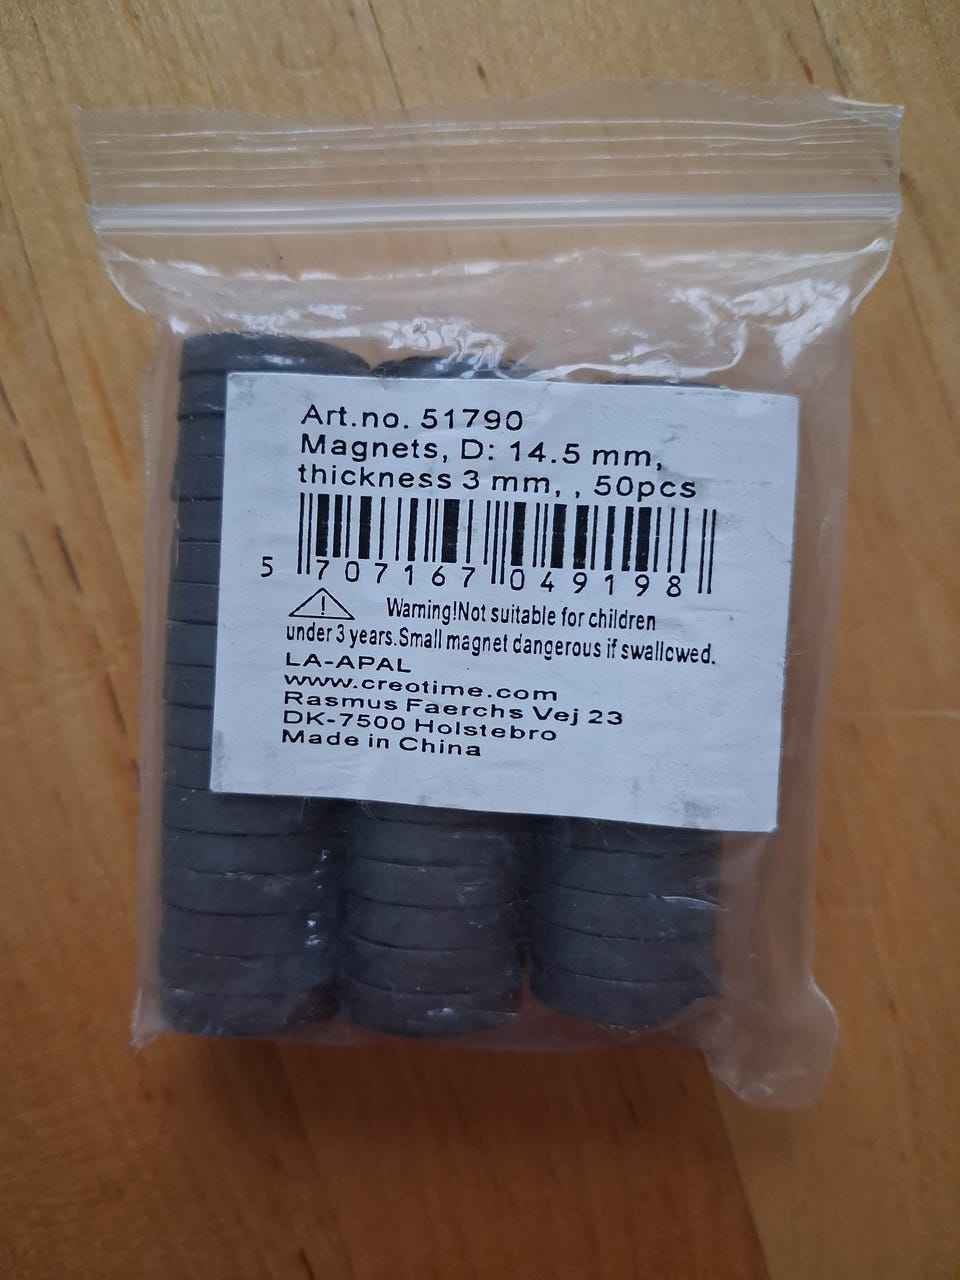 Art.no. 51790
Magnets, D: 14.5 mm,
thickness 3 mm, , 50pcs
5 707167 049198
Warning!Not suitable for children
under 3 years.Small magnet dangerous if swallowed.
LA-APAL
www.creotime.com
Rasmus Faerchs Vej 23
DK-7500 Holstebro
Made in China